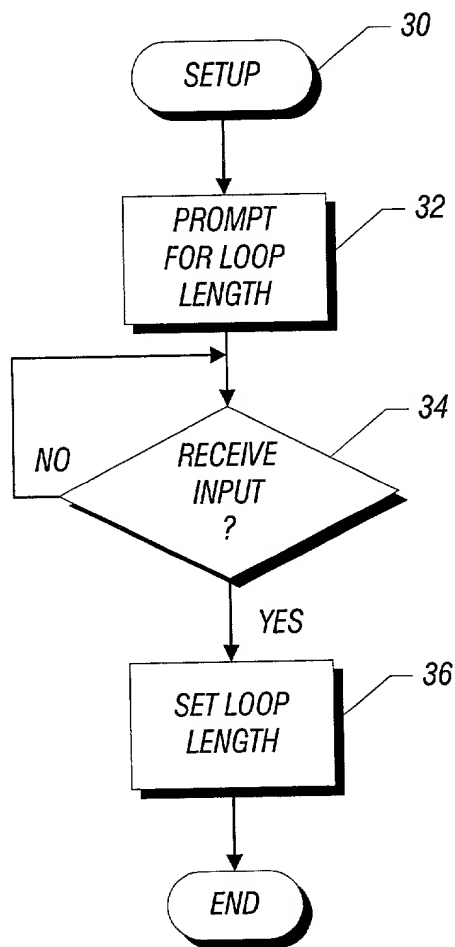 30
SETUP
32
PROMPT
FOR LOOP
LENGTH
34
NO
RECEIVE
INPUT
?
YES
36
SET LOOP
LENGTH
END